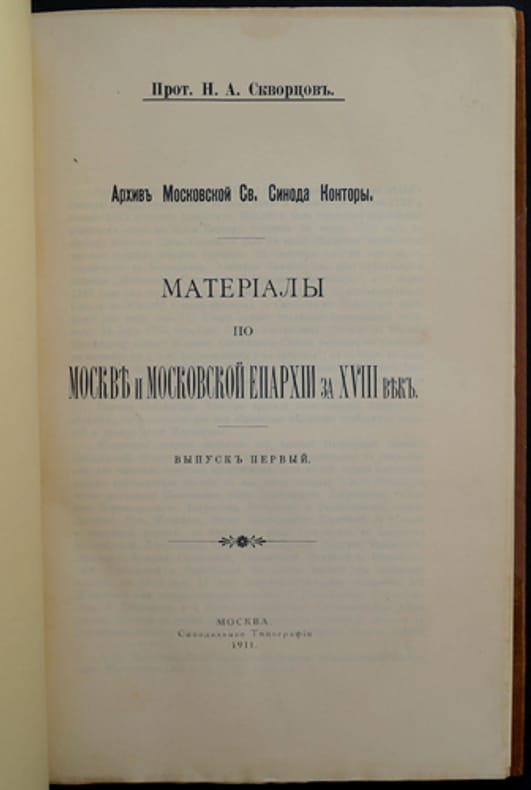 Прот. Н. А. Скворцовъ.
Архивъ Московской Св. Синода Конторы.
МАТЕРІАЛЫ
ПО
МОСКВѢ и МОСКОВСКОЙ ЕПАРХІИ за XVIII вѣкъ.
ВЫПУСКЪ ПЕРВЫЙ.
МОСКВА
Синодальная Типографія
1911.